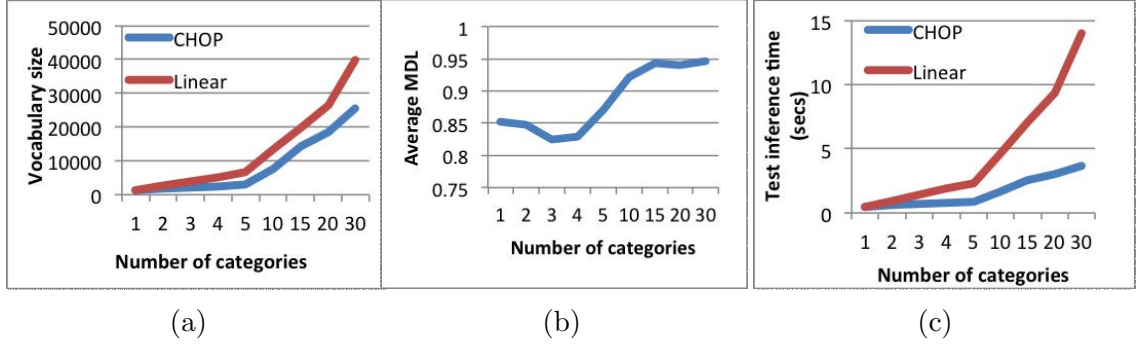 50000
40000
30000
20000
10000
0
Vocabulary size
CHOP
Linear
1 2 3 4 5 10 15 20 30
Number of categories
(a)
1
0.95
0.9
0.85
0.8
0.75
Average MDL
1 2 3 4 5 10 15 20 30
Number of categories
(b)
15
10
5
0
Test inference time
(secs)
CHOP
Linear
1 2 3 4 5 10 15 20 30
Number of categories
(c)